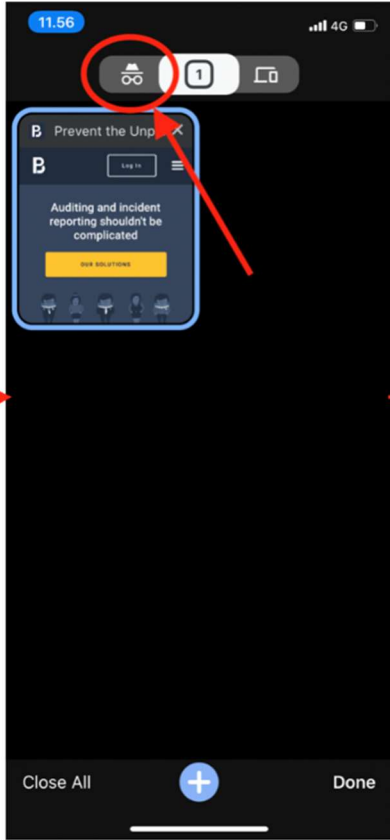 11.56
4G
1
B Prevent the Unp
B Log In
Auditing and incident
reporting shouldn't be
complicated
OUR SOLUTIONS
Close All
Done